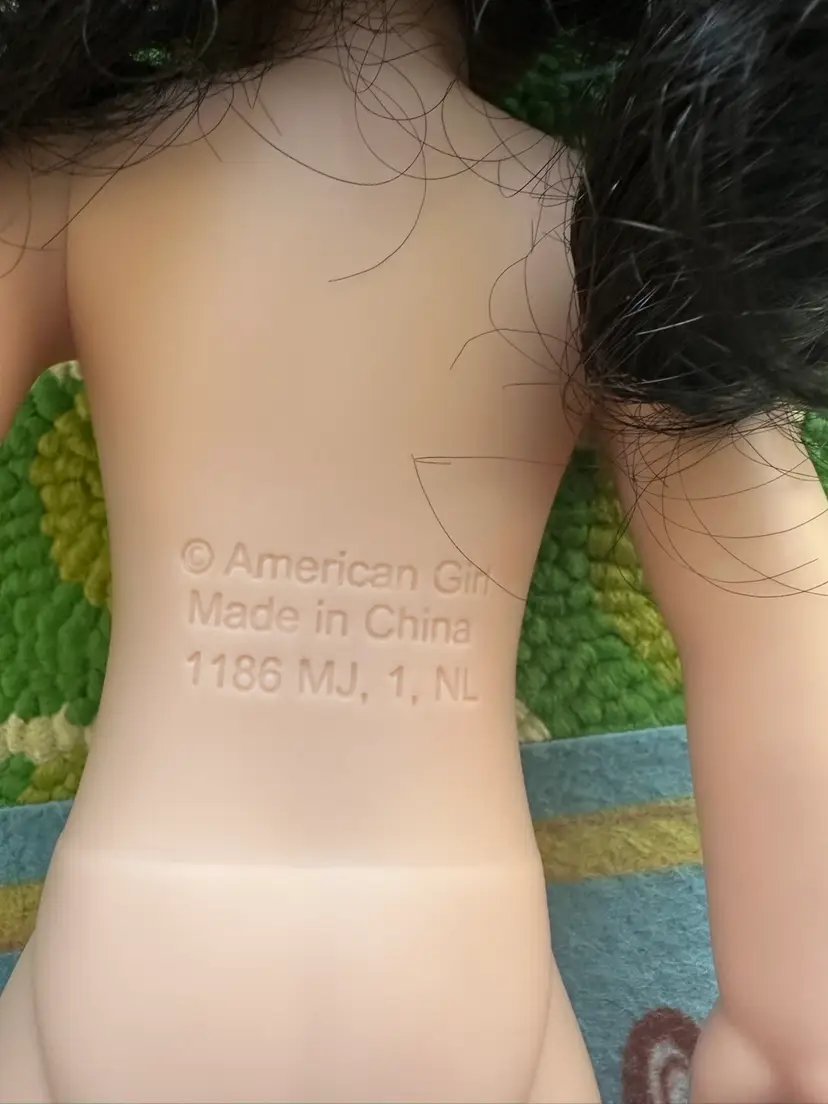 © American Girl
Made in China
1186 MJ, 1, NL